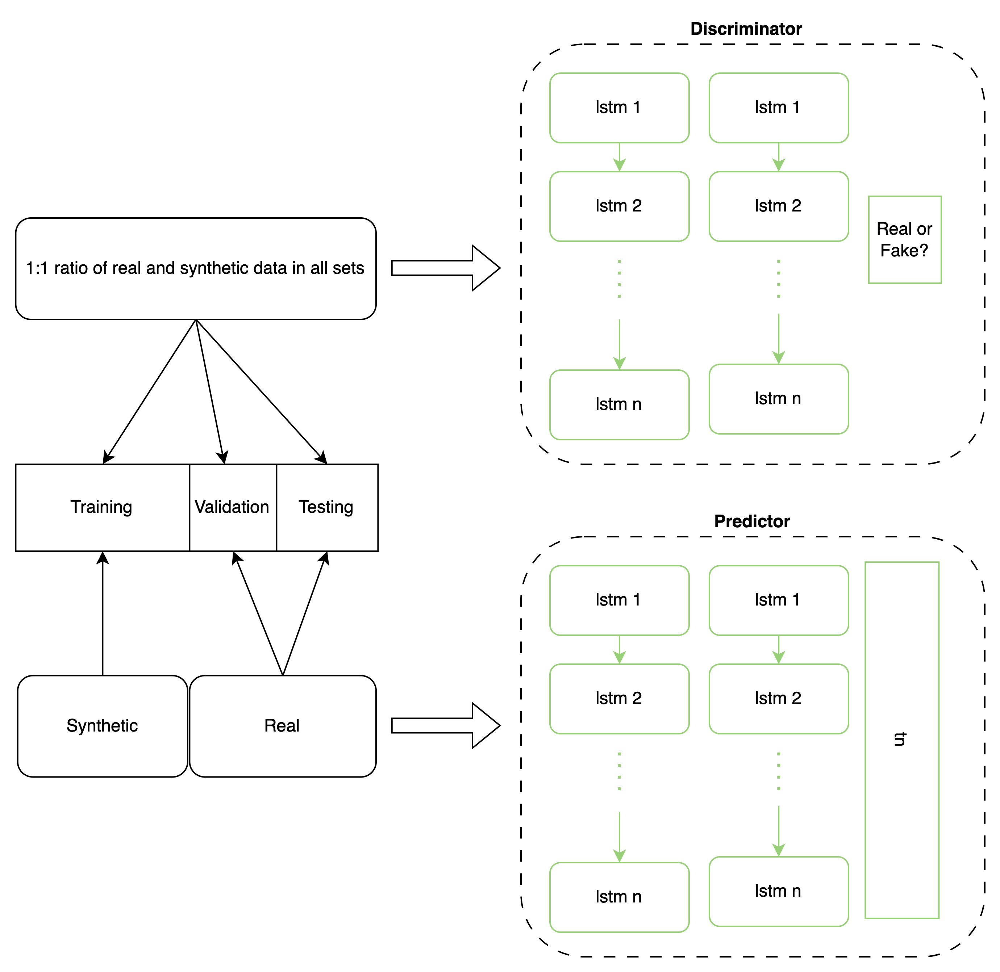 Discriminator
lstm 1
lstm 1
lstm 2
lstm 2
Real or
Fake?
1:1 ratio of real and synthetic data in all sets
lstm n
lstm n
Training
Validation
Testing
Predictor
lstm 1
lstm 1
lstm 2
lstm 2
Synthetic
Real
tn
lstm n
lstm n